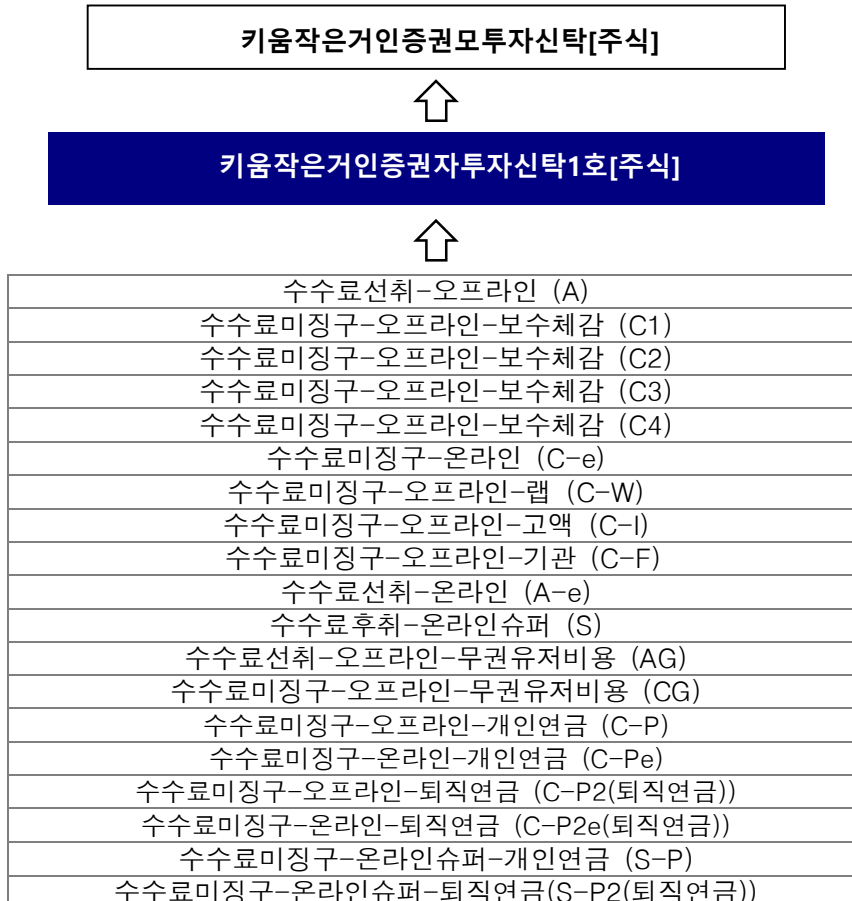 키움작은거인증권모투자신탁[주식]
키움작은거인증권자투자신탁1호[주식]
수수료선취-오프라인 (A)
수수료미징구-오프라인-보수체감 (C1)
수수료미징구-오프라인-보수체감 (C2)
수수료미징구-오프라인-보수체감 (C3)
수수료미징구-오프라인-보수체감 (C4)
수수료미징구-온라인 (C-e)
수수료미징구-오프라인-랩 (C-W)
수수료미징구-오프라인-고액 (C-I)
수수료미징구-오프라인-기관 (C-F)
수수료선취-온라인 (A-e)
수수료후취-온라인슈퍼 (S)
수수료선취-오프라인-무권유저비용 (AG)
수수료미징구-오프라인-무권유저비용 (CG)
수수료미징구-오프라인-개인연금 (C-P)
수수료미징구-온라인-개인연금 (C-Pe)
수수료미징구-오프라인-퇴직연금 (C-P2(퇴직연금))
수수료미징구-온라인-퇴직연금 (C-P2e(퇴직연금))
수수료미징구-온라인슈퍼-개인연금 (S-P)
수수료미징구-온라인슈퍼-퇴직연금(S-P2(퇴직연금))